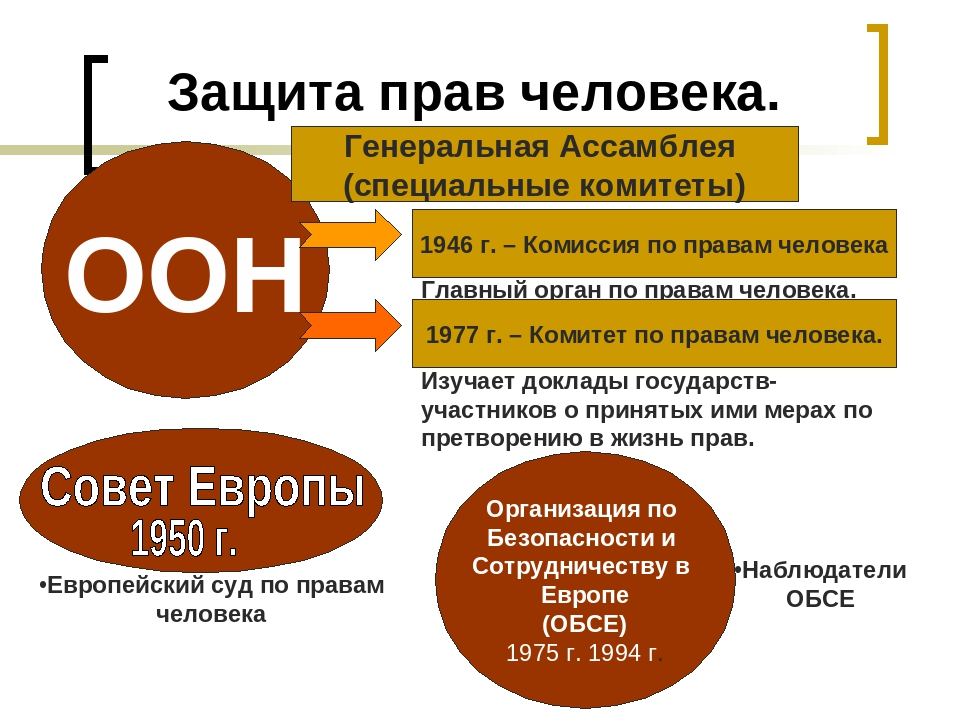 Защита прав человека.
Генеральная Ассамблея
(специальные комитеты)
ООН
1946 г. – Комиссия по правам человека
Главный орган по правам человека.
1977 г. – Комитет по правам человека.
Изучает доклады государств-
участников о принятых ими мерах по
претворению в жизнь прав.
Совет Европы
1950 г.
•Европейский суд по правам
человека
Организация по
Безопасности и
Сотрудничеству в
Европе
(ОБСЕ)
1975 г. 1994 г.
•Наблюдатели
ОБСЕ